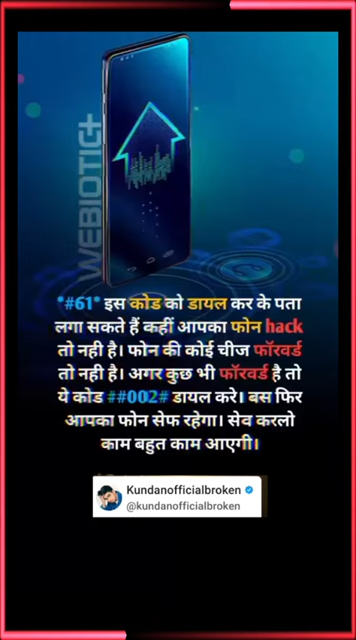 WEBIOTIC+
*#61* इस कोड को डायल कर के पता
लगा सकते हैं कहीं आपका फोन hack
तो नही है। फोन की कोई चीज फॉरवर्ड
तो नही है। अगर कुछ भी फॉरवर्ड है तो
ये कोड ##002# डायल करे। बस फिर
आपका फोन सेफ रहेगा। सेव करलो
काम बहुत काम आएगी।
Kundanofficialbroken
@kundanofficialbroken